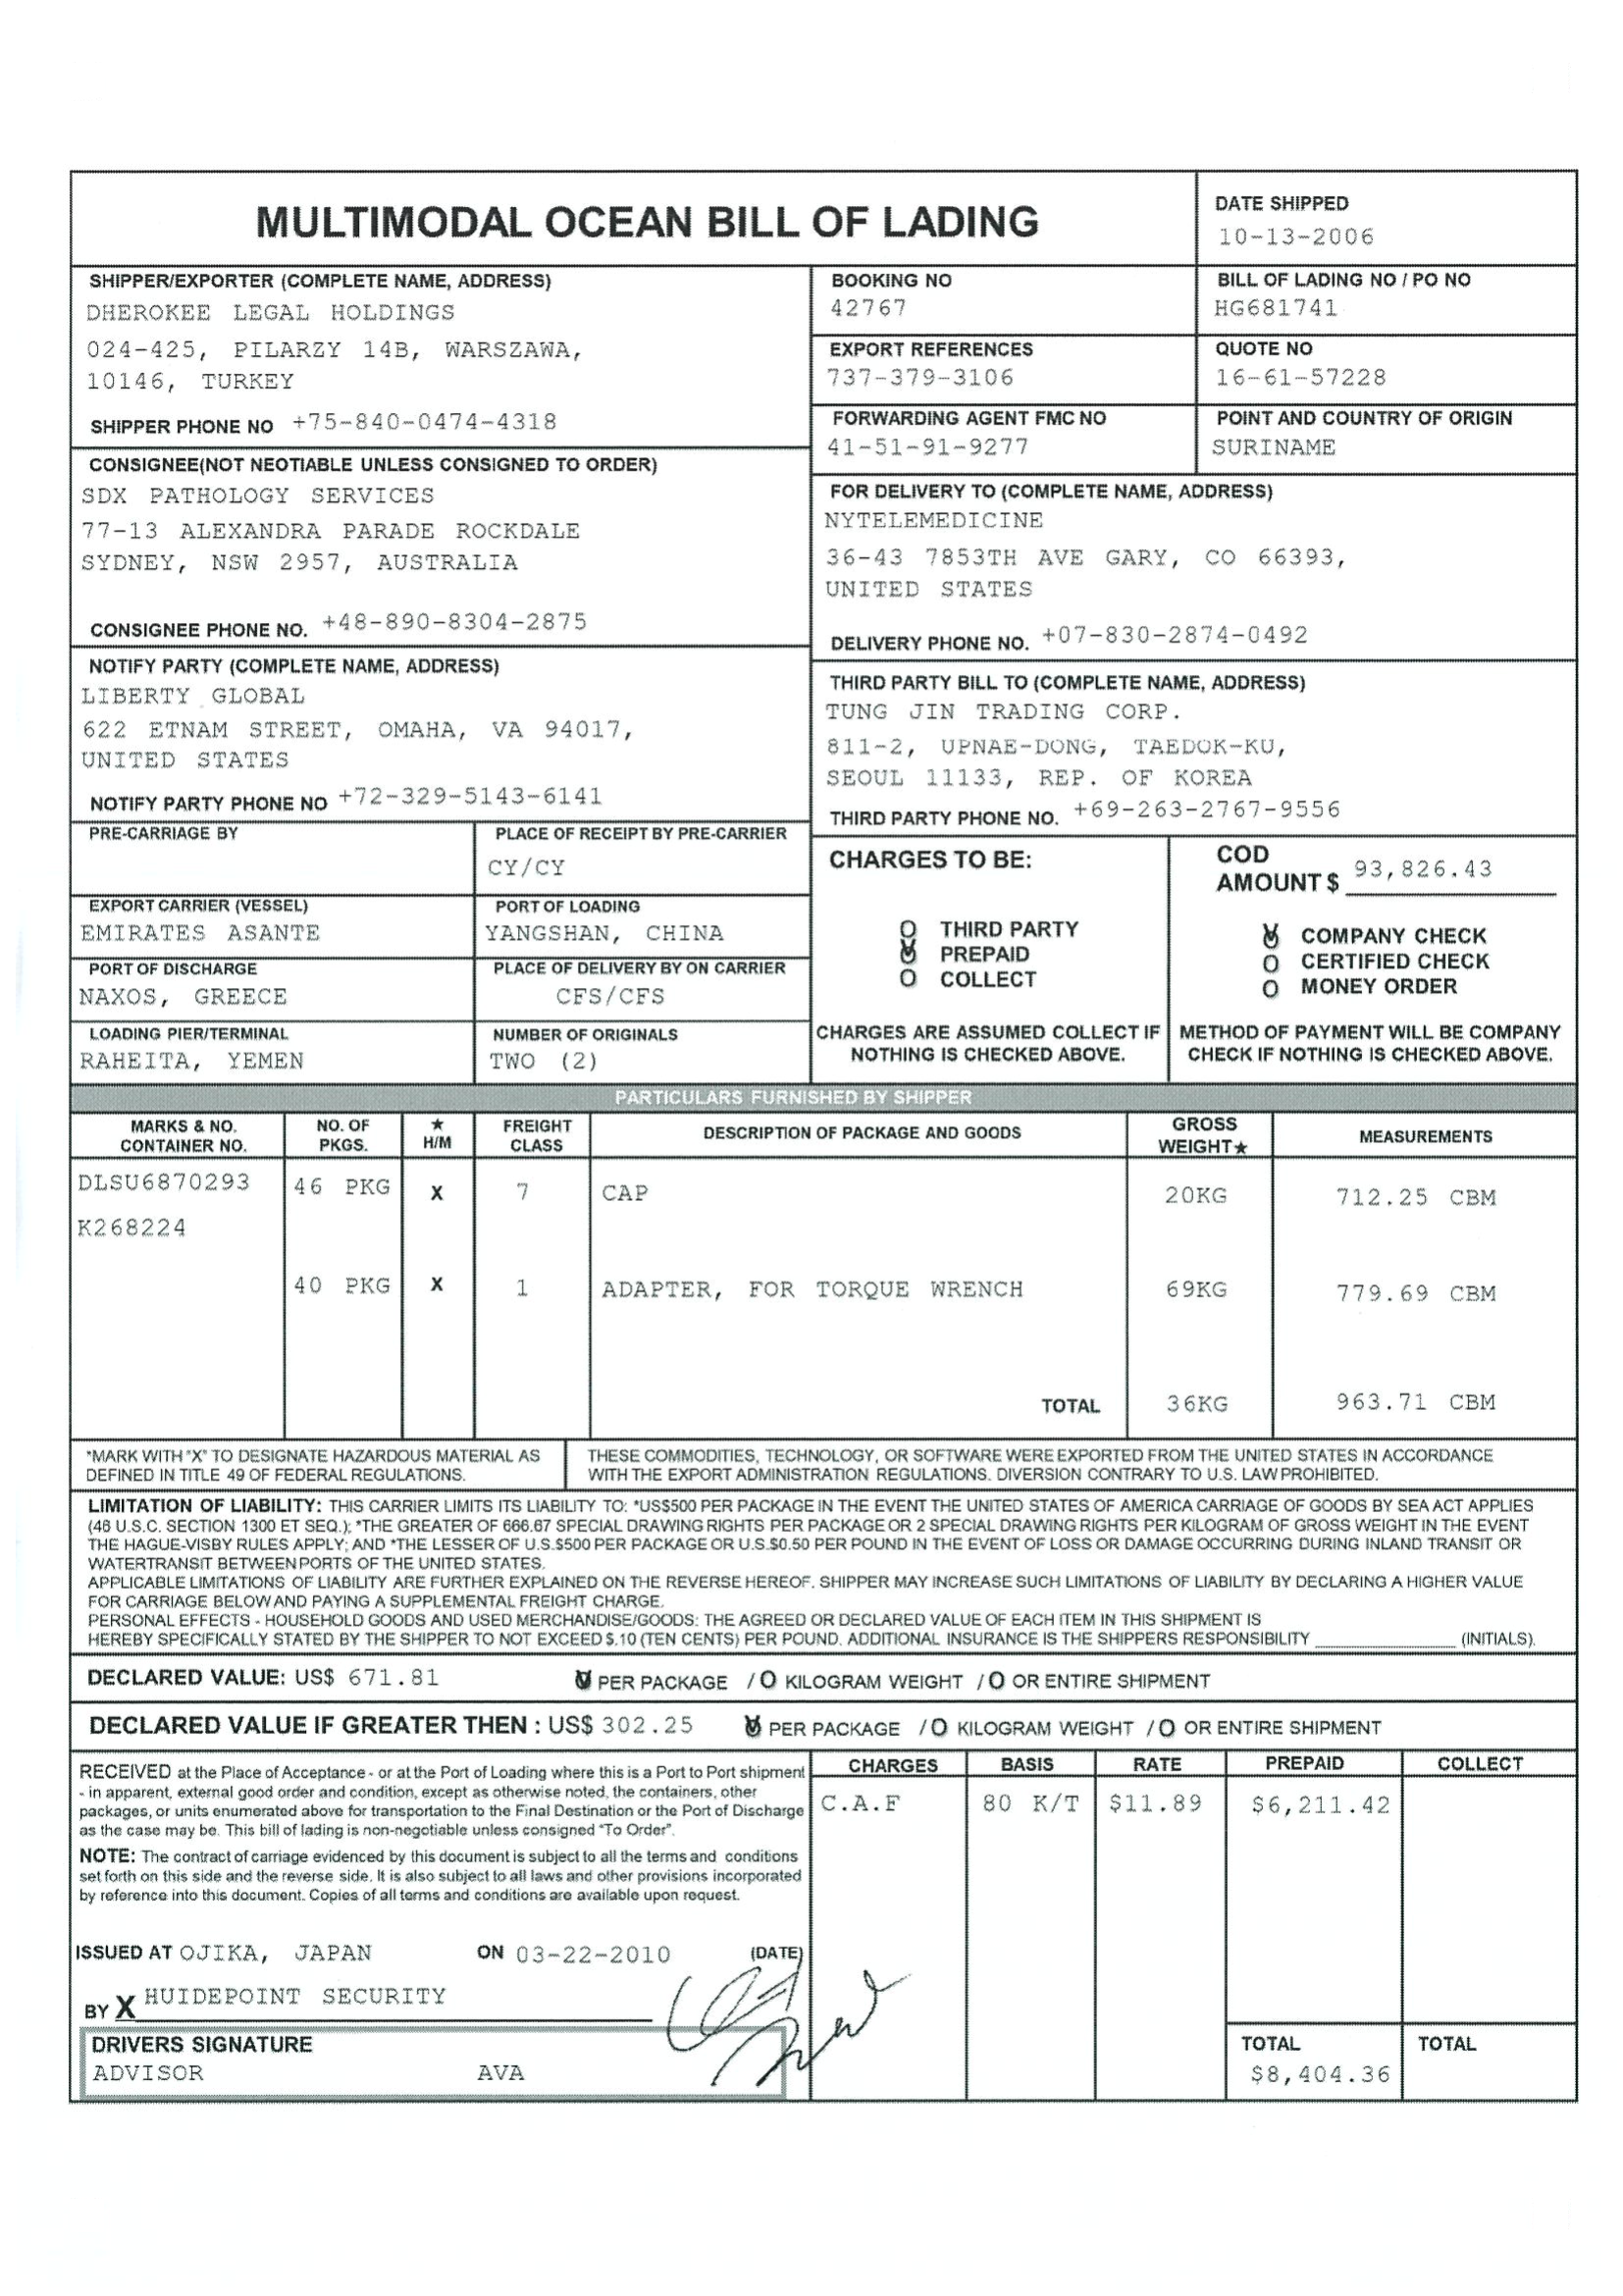 MULTIMODAL OCEAN BILL OF LADING
DATE SHIPPED
10-13-2006
SHIPPER/EXPORTER (COMPLETE NAME, ADDRESS)
DHEROKEE LEGAL HOLDINGS
024-425, PILARZY 14B, WARSZAWA,
10146, TURKEY
SHIPPER PHONE NO +75-840-0474-4318
BOOKING NO
42767
BILL OF LADING NO / PO NO
HG681741
EXPORT REFERENCES
737-379-3106
QUOTE NO
16-61-57228
FORWARDING AGENT FMC NO
41-51-91-9277
POINT AND COUNTRY OF ORIGIN
SURINAME
CONSIGNEE(NOT NEOTIABLE UNLESS CONSIGNED TO ORDER)
SDX PATHOLOGY SERVICES
77-13 ALEXANDRA PARADE ROCKDALE
SYDNEY, NSW 2957, AUSTRALIA
CONSIGNEE PHONE NO. +48-890-8304-2875
FOR DELIVERY TO (COMPLETE NAME, ADDRESS)
NYTELEMEDICINE
36-43 7853TH AVE GARY, CO 66393,
UNITED STATES
DELIVERY PHONE NO. +07-830-2874-0492
NOTIFY PARTY (COMPLETE NAME, ADDRESS)
LIBERTY GLOBAL
622 ETNAM STREET, OMAHA, VA 94017,
UNITED STATES
NOTIFY PARTY PHONE NO +72-329-5143-6141
THIRD PARTY BILL TO (COMPLETE NAME, ADDRESS)
TUNG JIN TRADING CORP.
811-2, UPNAE-DONG, TAEDOK-KU,
SEOUL 11133, REP. OF KOREA
THIRD PARTY PHONE NO. +69-263-2767-9556
PRE-CARRIAGE BY
PLACE OF RECEIPT BY PRE-CARRIER
CY/CY
EXPORT CARRIER (VESSEL)
EMIRATES ASANTE
PORT OF LOADING
YANGSHAN, CHINA
PORT OF DISCHARGE
NAXOS, GREECE
PLACE OF DELIVERY BY ON CARRIER
CFS/CFS
LOADING PIER/TERMINAL
RAHEITA, YEMEN
NUMBER OF ORIGINALS
TWO (2)
CHARGES TO BE:
THIRD PARTY
PREPAID
COLLECT
CHARGES ARE ASSUMED COLLECT IF
NOTHING IS CHECKED ABOVE.
COD
AMOUNT $ 93,826.43
COMPANY CHECK
CERTIFIED CHECK
MONEY ORDER
METHOD OF PAYMENT WILL BE COMPANY
CHECK IF NOTHING IS CHECKED ABOVE.
PARTICULARS FURNISHED BY SHIPPER
MARKS & NO.
CONTAINER NO.
NO. OF
PKGS.
★
H/M
FREIGHT
CLASS
DESCRIPTION OF PACKAGE AND GOODS
GROSS
WEIGHT★
MEASUREMENTS
DLSU6870293
K268224
46 PKG X 7 CAP 20KG 712.25 CBM
40 PKG X 1 ADAPTER, FOR TORQUE WRENCH 69KG 779.69 CBM
TOTAL 36KG 963.71 CBM
*MARK WITH "X" TO DESIGNATE HAZARDOUS MATERIAL AS
DEFINED IN TITLE 49 OF FEDERAL REGULATIONS.
THESE COMMODITIES, TECHNOLOGY, OR SOFTWARE WERE EXPORTED FROM THE UNITED STATES IN ACCORDANCE
WITH THE EXPORT ADMINISTRATION REGULATIONS. DIVERSION CONTRARY TO U.S. LAW PROHIBITED.
LIMITATION OF LIABILITY: THIS CARRIER LIMITS ITS LIABILITY TO: *US$500 PER PACKAGE IN THE EVENT THE UNITED STATES OF AMERICA CARRIAGE OF GOODS BY SEA ACT APPLIES
(46 U.S.C. SECTION 1300 ET SEQ.); *THE GREATER OF 666.67 SPECIAL DRAWING RIGHTS PER PACKAGE OR 2 SPECIAL DRAWING RIGHTS PER KILOGRAM OF GROSS WEIGHT IN THE EVENT
THE HAGUE-VISBY RULES APPLY; AND *THE LESSER OF U.S.$500 PER PACKAGE OR U.S.$0.50 PER POUND IN THE EVENT OF LOSS OR DAMAGE OCCURRING DURING INLAND TRANSIT OR
WATERTRANSIT BETWEEN PORTS OF THE UNITED STATES.
APPLICABLE LIMITATIONS OF LIABILITY ARE FURTHER EXPLAINED ON THE REVERSE HEREOF. SHIPPER MAY INCREASE SUCH LIMITATIONS OF LIABILITY BY DECLARING A HIGHER VALUE
FOR CARRIAGE BELOW AND PAYING A SUPPLEMENTAL FREIGHT CHARGE.
PERSONAL EFFECTS - HOUSEHOLD GOODS AND USED MERCHANDISE/GOODS: THE AGREED OR DECLARED VALUE OF EACH ITEM IN THIS SHIPMENT IS
HEREBY SPECIFICALLY STATED BY THE SHIPPER TO NOT EXCEED $.10 (TEN CENTS) PER POUND. ADDITIONAL INSURANCE IS THE SHIPPERS RESPONSIBILITY (INITIALS).
DECLARED VALUE: US$ 671.81 PER PACKAGE / O KILOGRAM WEIGHT / O OR ENTIRE SHIPMENT
DECLARED VALUE IF GREATER THEN : US$ 302.25 PER PACKAGE / O KILOGRAM WEIGHT / O OR ENTIRE SHIPMENT
RECEIVED at the Place of Acceptance - or at the Port of Loading where this is a Port to Port shipment
- in apparent, external good order and condition, except as otherwise noted, the containers, other
packages, or units enumerated above for transportation to the Final Destination or the Port of Discharge
as the case may be. This bill of lading is non-negotiable unless consigned "To Order".
NOTE: The contract of carriage evidenced by this document is subject to all the terms and conditions
set forth on this side and the reverse side. It is also subject to all laws and other provisions incorporated
by reference into this document. Copies of all terms and conditions are available upon request.
ISSUED AT OJIKA, JAPAN ON 03-22-2010 (DATE)
BY X HUIDEPOINT SECURITY
DRIVERS SIGNATURE
ADVISOR AVA
CHARGES BASIS RATE PREPAID COLLECT
C.A.F 80 K/T $11.89 $6,211.42
TOTAL
$8,404.36
TOTAL